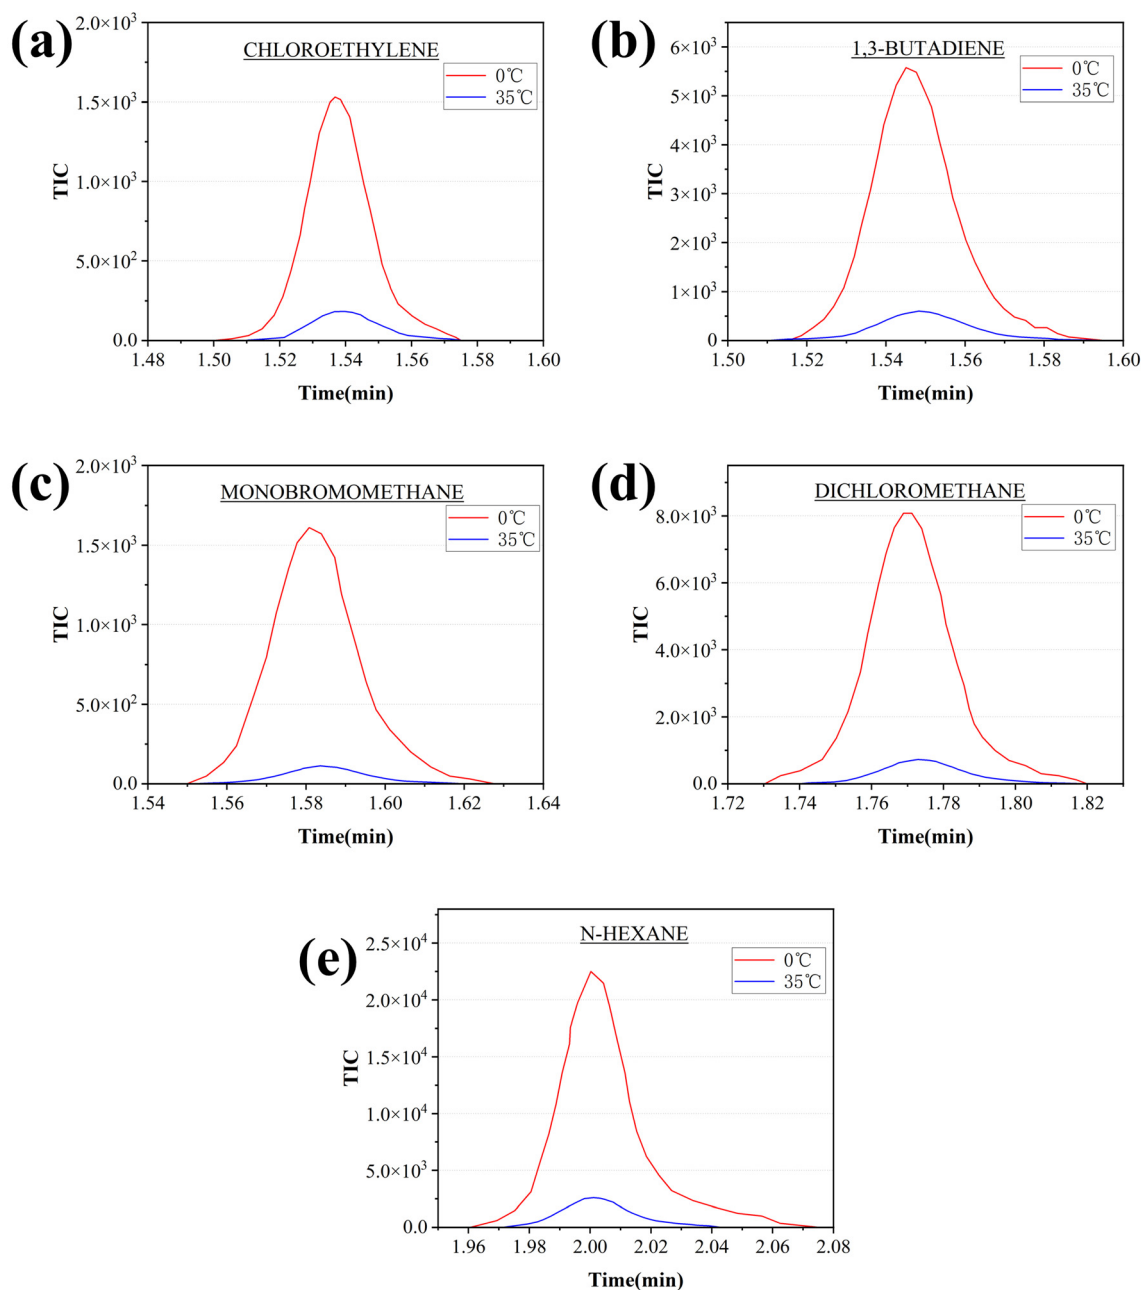 (a)
CHLOROETHYLENE
0℃
35℃
2.0×10³
1.5×10³
1.0×10³
5.0×10²
0.0
TIC
1.48 1.50 1.52 1.54 1.56 1.58 1.60
Time(min)
(b)
1,3-BUTADIENE
0℃
35℃
6×10³
5×10³
4×10³
3×10³
2×10³
1×10³
0
TIC
1.50 1.52 1.54 1.56 1.58 1.60
Time(min)
(c)
MONOBROMOMETHANE
0℃
35℃
2.0×10³
1.5×10³
1.0×10³
5.0×10²
0.0
TIC
1.54 1.56 1.58 1.60 1.62 1.64
Time(min)
(d)
DICHLOROMETHANE
0℃
35℃
8.0×10³
6.0×10³
4.0×10³
2.0×10³
0.0
TIC
1.72 1.74 1.76 1.78 1.80 1.82
Time(min)
(e)
N-HEXANE
0℃
35℃
2.5×10⁴
2.0×10⁴
1.5×10⁴
1.0×10⁴
5.0×10³
0.0
TIC
1.96 1.98 2.00 2.02 2.04 2.06 2.08
Time(min)